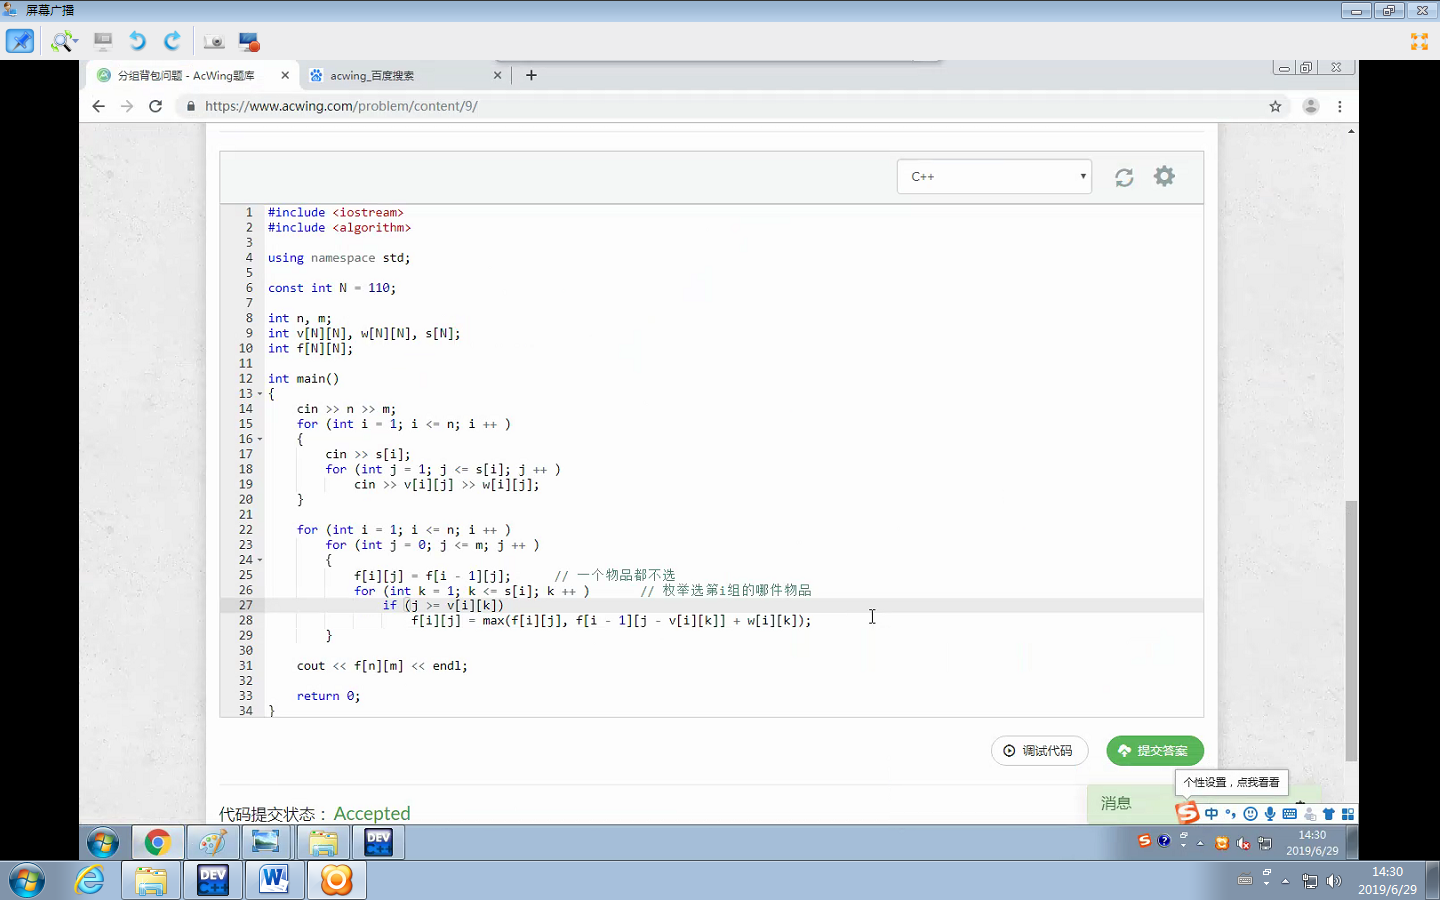 屏幕广播
分组背包问题 - AcWing题库
acwing_百度搜索
https://www.acwing.com/problem/content/9/
C++
1 #include <iostream>
2 #include <algorithm>
3
4 using namespace std;
5
6 const int N = 110;
7
8 int n, m;
9 int v[N][N], w[N][N], s[N];
10 int f[N][N];
11
12 int main()
13 {
14 cin >> n >> m;
15 for (int i = 1; i <= n; i ++ )
16 {
17 cin >> s[i];
18 for (int j = 1; j <= s[i]; j ++ )
19 cin >> v[i][j] >> w[i][j];
20 }
21
22 for (int i = 1; i <= n; i ++ )
23 for (int j = 0; j <= m; j ++ )
24 {
25 f[i][j] = f[i - 1][j]; // 一个物品都不选
26 for (int k = 1; k <= s[i]; k ++ ) // 枚举选第i组的哪件物品
27 if (j >= v[i][k])
28 f[i][j] = max(f[i][j], f[i - 1][j - v[i][k]] + w[i][k]);
29 }
30
31 cout << f[n][m] << endl;
32
33 return 0;
34 }
调试代码
提交答案
个性设置，点我看看
消息
代码提交状态： Accepted
中
DEV
14:30
2019/6/29
DEV
C++
W
14:30
2019/6/29